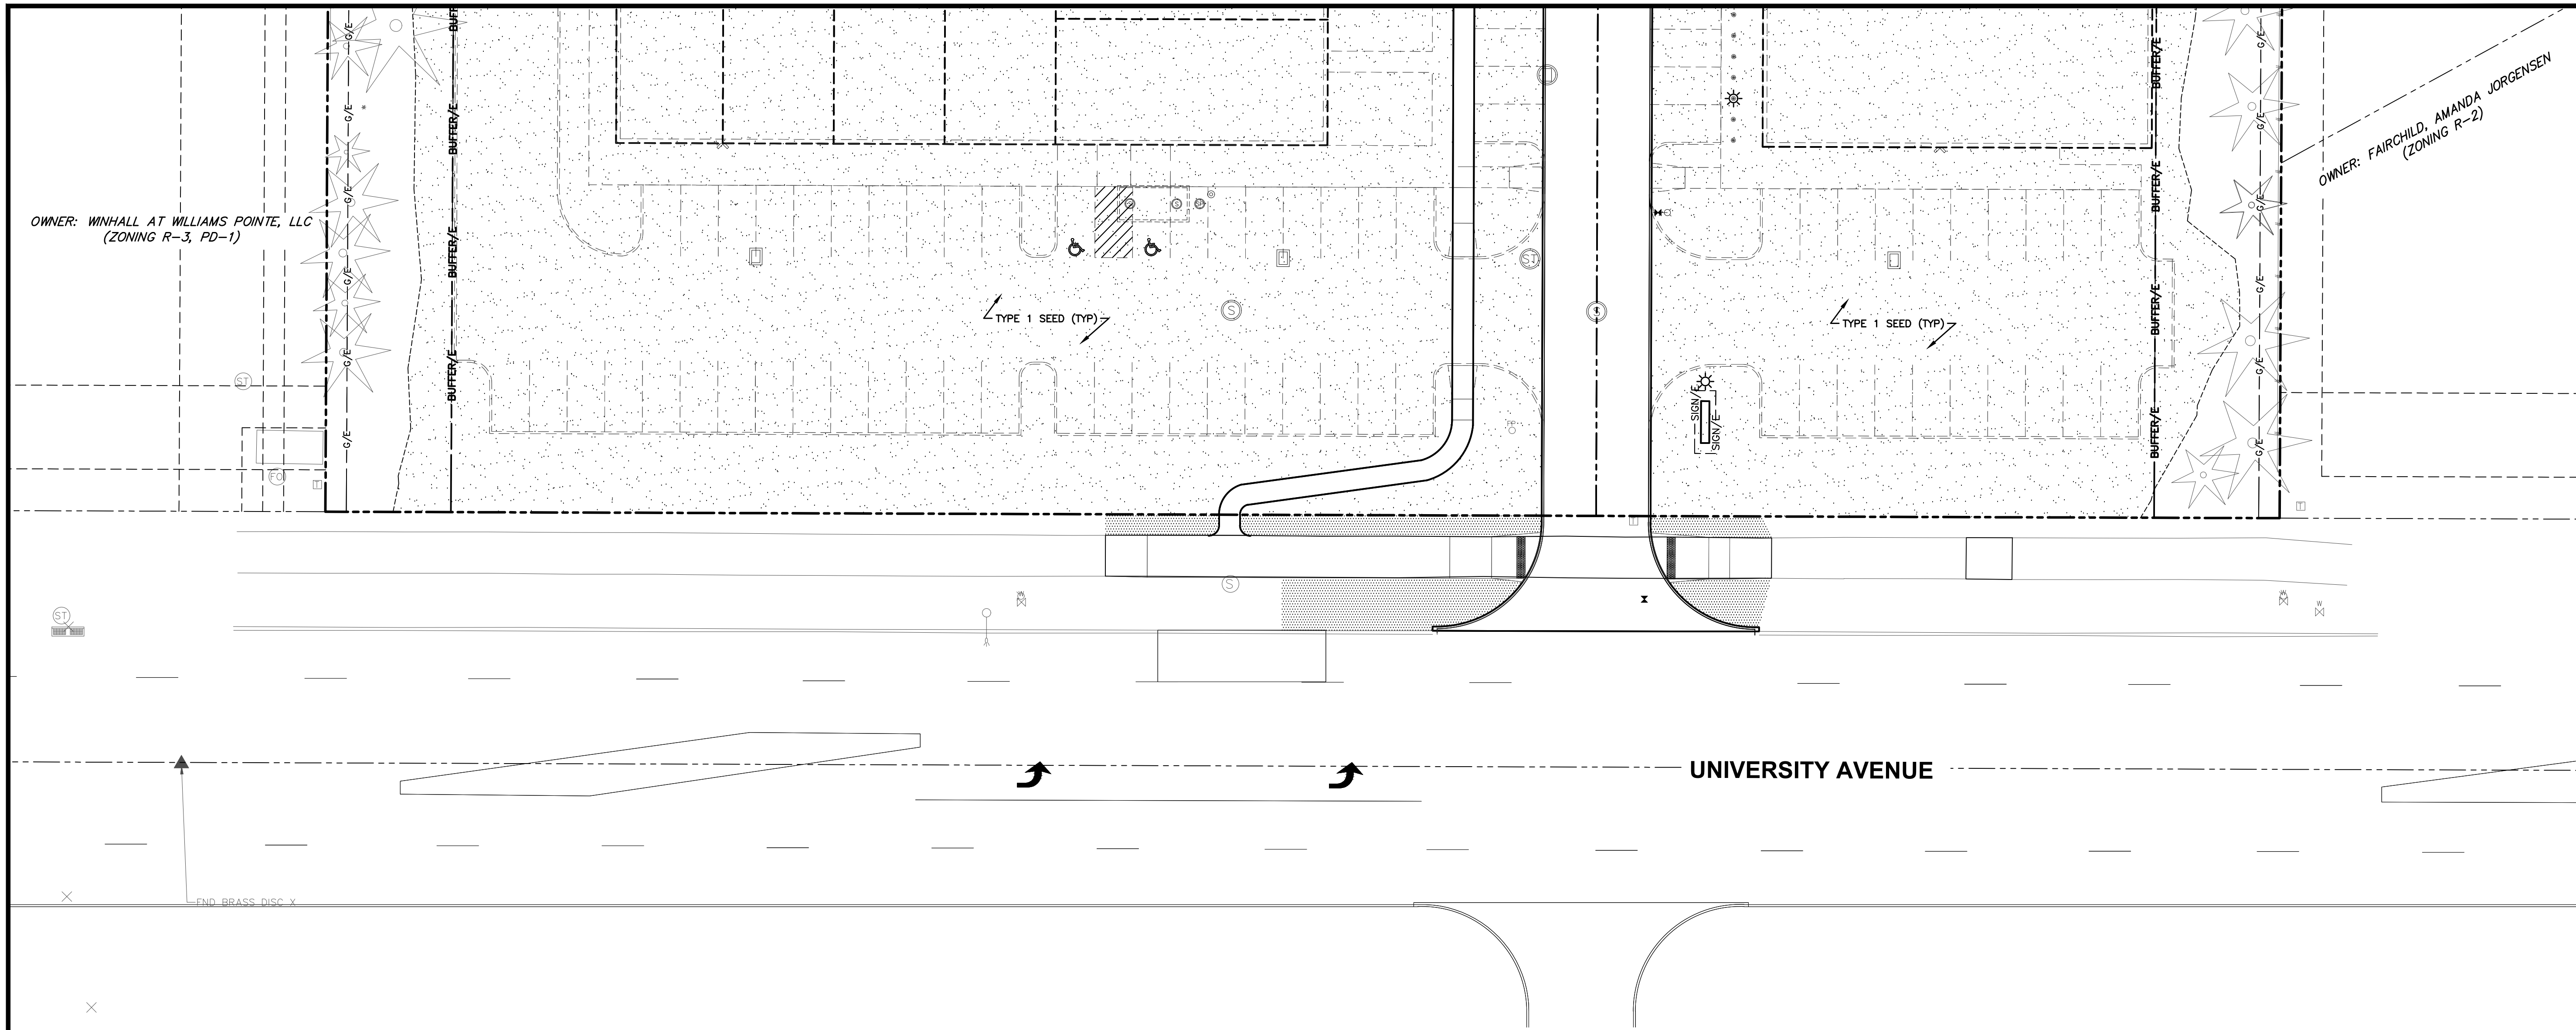 BUFFER/E
G/E
G/E
G/E
G/E
G/E
G/E
BUFFER/E
BUFFER/E
BUFFER/E
OWNER: WINHALL AT WILLIAMS POINTE, LLC
(ZONING R-3, PD-1)
OWNER: FAIRCHILD, AMANDA JORGENSEN
(ZONING R-2)
BUFFER/E
BUFFER/E
BUFFER/E
BUFFER/E
G/E
G/E
G/E
G/E
G/E
G/E
TYPE 1 SEED (TYP)
TYPE 1 SEED (TYP)
S
S
ST
ST
SIGN/E
SIGN/E
FO
T
T
T
PP
S
ST
W
W
W
UNIVERSITY AVENUE
FND BRASS DISC X